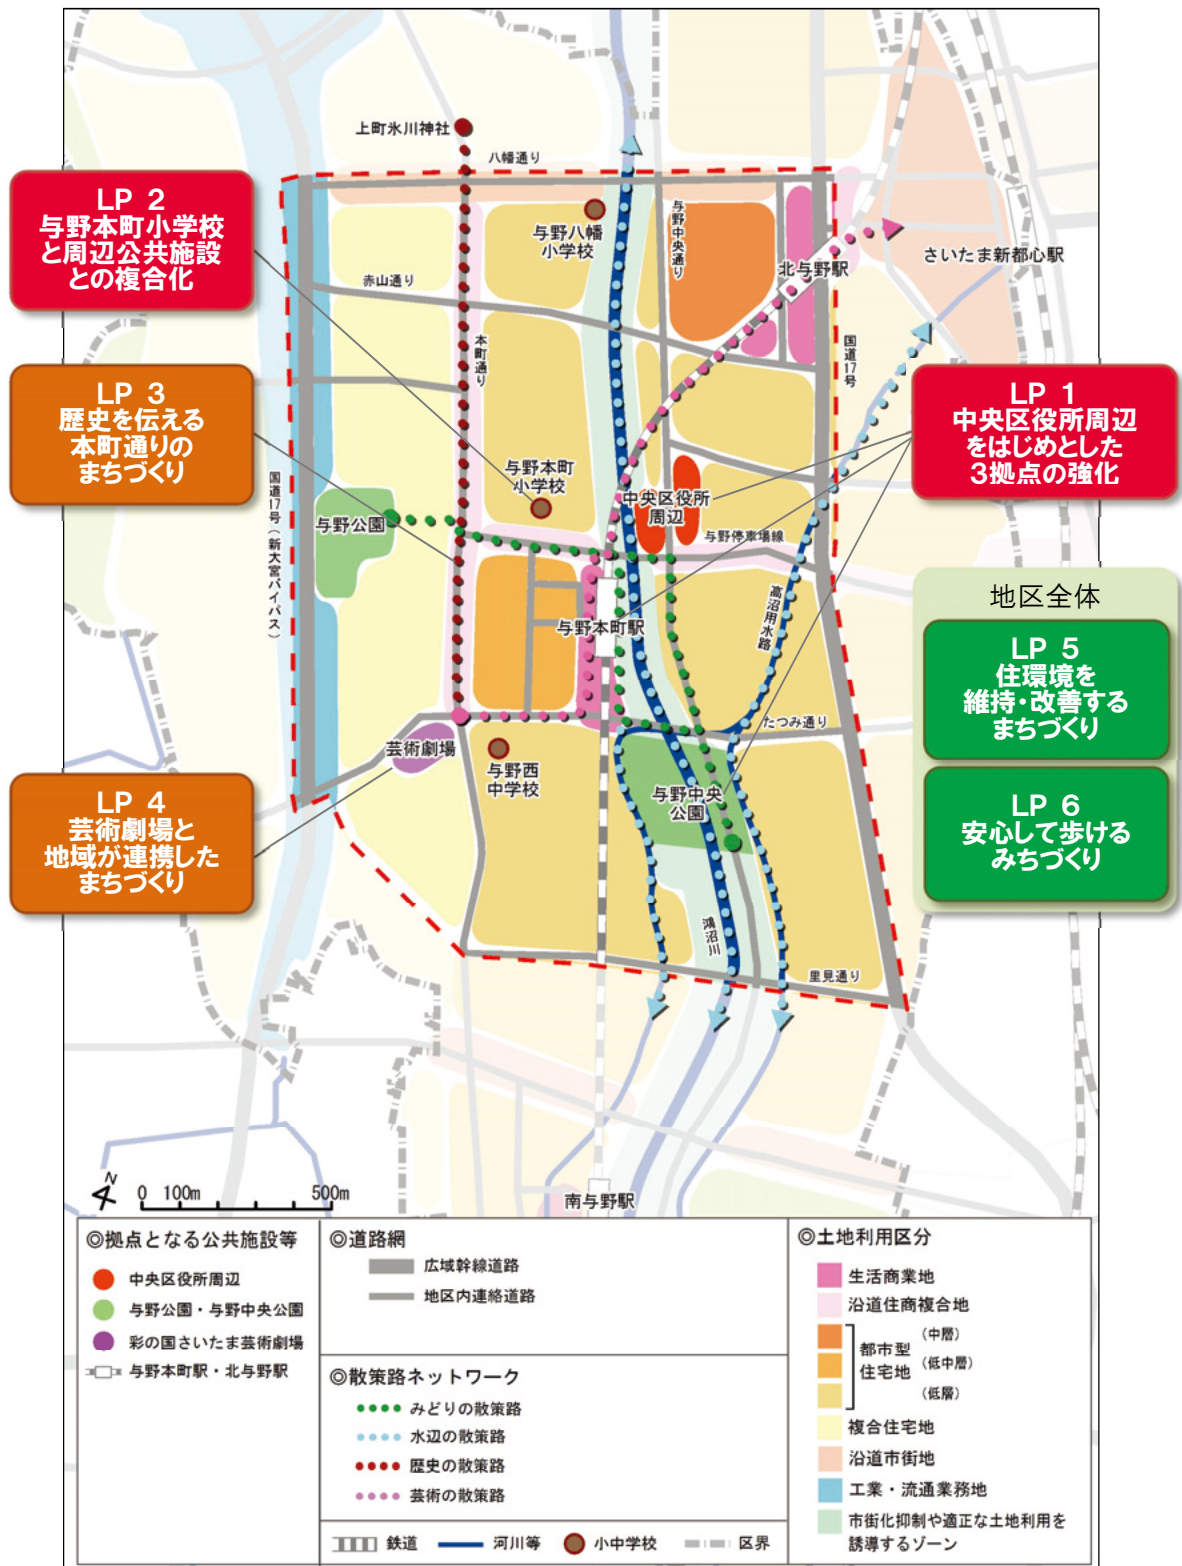 上町氷川神社
八幡通り
LP 2
与野本町小学校
と周辺公共施設
との複合化
与野八幡
小学校
与野中央通り
北与野駅
さいたま新都心駅
赤山通り
本町通り
国道17号
LP 3
歴史を伝える
本町通りの
まちづくり
LP 1
中央区役所周辺
をはじめとした
3拠点の強化
与野本町
小学校
中央区役所
周辺
国道17号(新大宮バイパス)
与野公園
与野停車場線
高沼用水路
与野本町駅
地区全体
LP 5
住環境を
維持・改善する
まちづくり
たつみ通り
芸術劇場
与野西
中学校
与野中央
公園
LP 4
芸術劇場と
地域が連携した
まちづくり
LP 6
安心して歩ける
みちづくり
鴻沼川
里見通り
南与野駅
N
0 100m 500m
◎拠点となる公共施設等
中央区役所周辺
与野公園・与野中央公園
彩の国さいたま芸術劇場
与野本町駅・北与野駅
◎道路網
広域幹線道路
地区内連絡道路
◎散策路ネットワーク
みどりの散策路
水辺の散策路
歴史の散策路
芸術の散策路
鉄道 河川等 小中学校 区界
◎土地利用区分
生活商業地
沿道住商複合地
都市型
住宅地
(中層)
(低中層)
(低層)
複合住宅地
沿道市街地
工業・流通業務地
市街化抑制や適正な土地利用を
誘導するゾーン